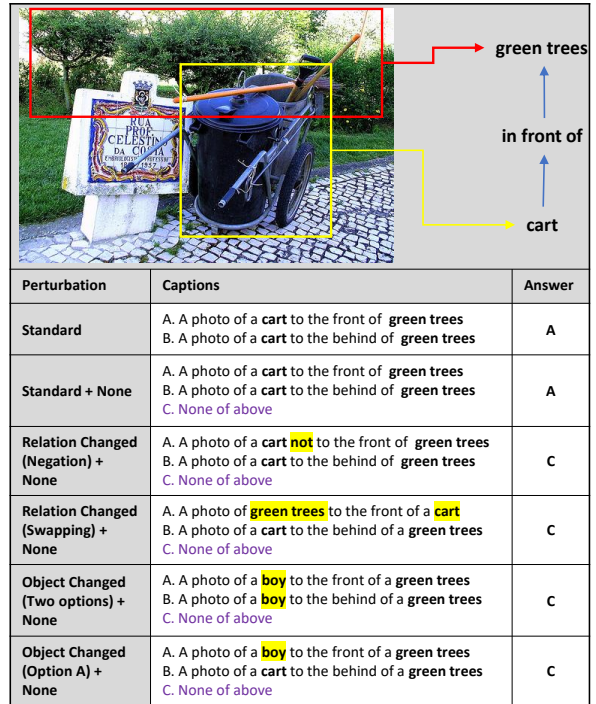 RUA
PROF.
CELESTIN
DA
green trees
in front of
cart
Perturbation Captions Answer
Standard
A. A photo of a cart to the front of green trees
B. A photo of a cart to the behind of green trees
A
Standard + None
A. A photo of a cart to the front of green trees
B. A photo of a cart to the behind of green trees
C. None of above
A
Relation Changed
(Negation) +
None
A. A photo of a cart not to the front of green trees
B. A photo of a cart to the behind of green trees
C. None of above
C
Relation Changed
(Swapping) +
None
A. A photo of green trees to the front of a cart
B. A photo of a cart to the behind of a green trees
C. None of above
C
Object Changed
(Two options) +
None
A. A photo of a boy to the front of a green trees
B. A photo of a boy to the behind of a green trees
C. None of above
C
Object Changed
(Option A) +
None
A. A photo of a boy to the front of a green trees
B. A photo of a cart to the behind of a green trees
C. None of above
C